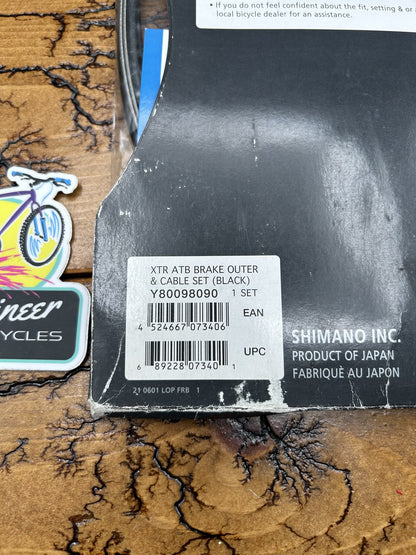 • If you do not feel confident about the fit, setting & or
local bicycle dealer for an assistance.
XTR ATB BRAKE OUTER
& CABLE SET (BLACK)
Y80098090 1 SET
EAN
4 524667 073406
UPC
6 89228 07340 1
21 0601 LOP FRB 1
SHIMANO INC.
PRODUCT OF JAPAN
FABRIQUÈ AU JAPON
ineer
CYCLES